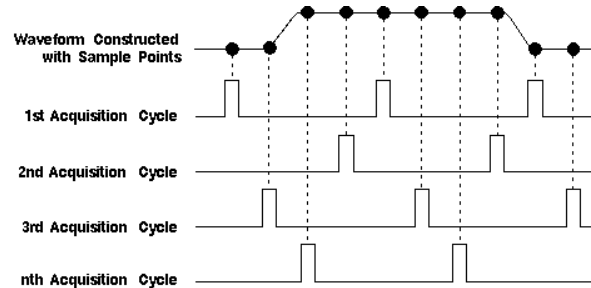 Waveform Constructed
with Sample Points
1st Acquisition Cycle
2nd Acquisition Cycle
3rd Acquisition Cycle
nth Acquisition Cycle